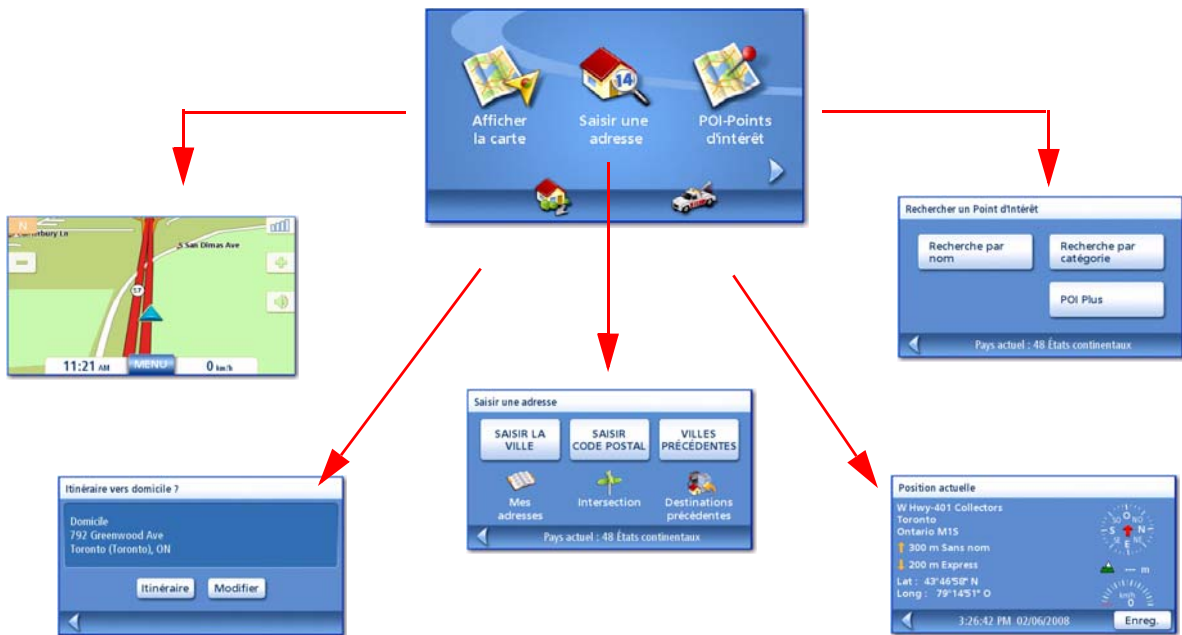 14
Afficher
la carte
Saisir une
adresse
POI-Points
d'intérêt
N
S San Dimas Ave
57
11:21 AM
MENU
0 km/h
Rechercher un Point d'Intérêt
Recherche par
nom
Recherche par
catégorie
POI Plus
Pays actuel : 48 États continentaux
Saisir une adresse
SAISIR LA
VILLE
SAISIR
CODE POSTAL
VILLES
PRÉCÉDENTES
Mes
adresses
Intersection
Destinations
précédentes
Pays actuel : 48 États continentaux
Itinéraire vers domicile ?
Domicile
792 Greenwood Ave
Toronto (Toronto), ON
Itinéraire
Modifier
Position actuelle
W Hwy-401 Collectors
Toronto
Ontario M1S
300 m Sans nom
200 m Express
Lat : 43°46'58" N
Long : 79°14'51" O
SO O NO
S N
SE E NE
--- m
km/h
0
3:26:42 PM 02/06/2008
Enreg.